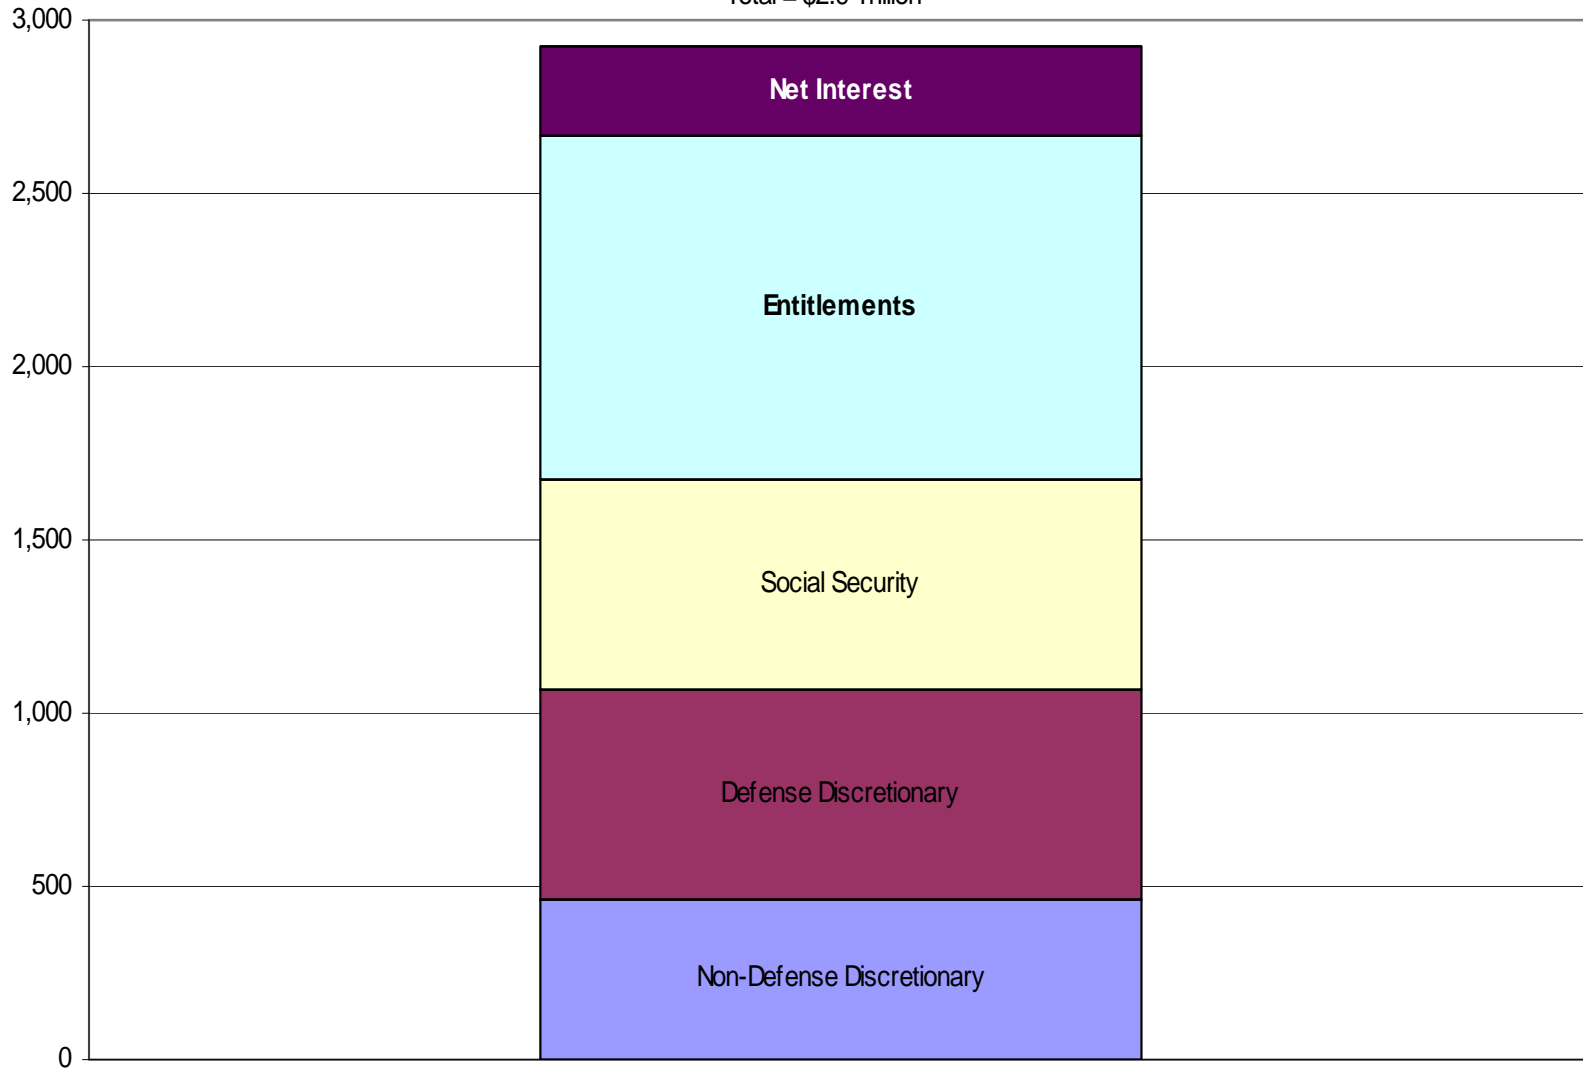 3,000
Net Interest
2,500
Entitlements
2,000
1,500
Social Security
1,000
Defense Discretionary
500
Non-Defense Discretionary
0